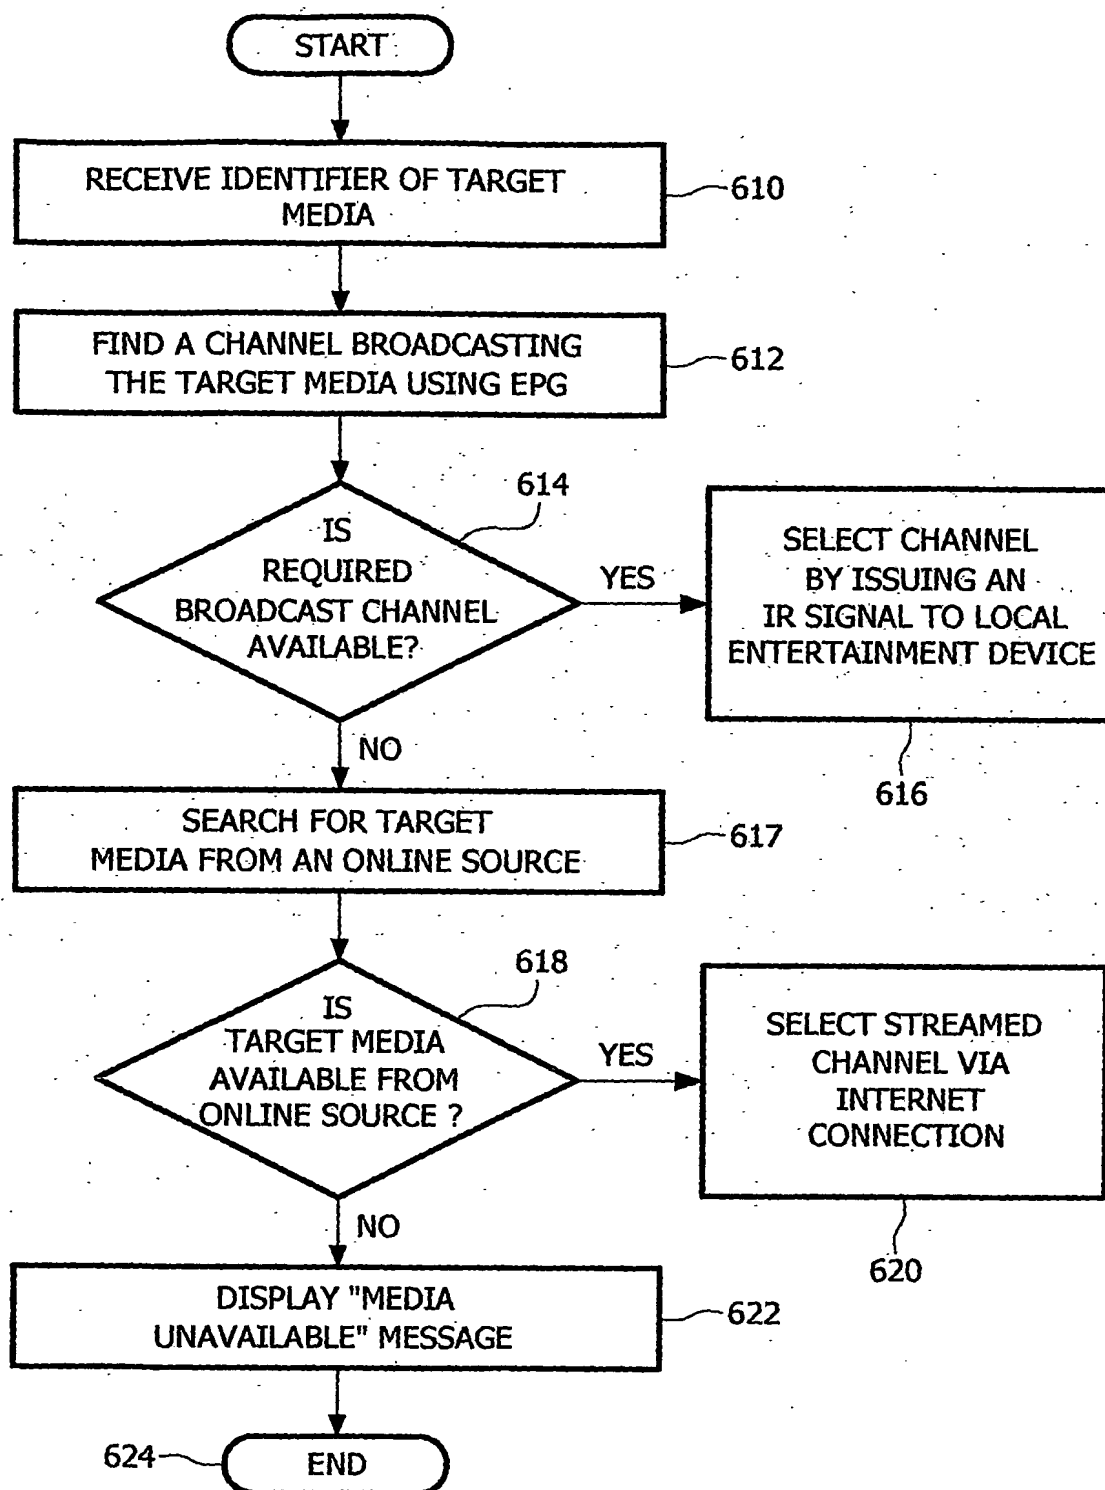 START
RECEIVE IDENTIFIER OF TARGET
MEDIA
610
FIND A CHANNEL BROADCASTING
THE TARGET MEDIA USING EPG
612
614
IS
REQUIRED
BROADCAST CHANNEL
AVAILABLE?
YES
SELECT CHANNEL
BY ISSUING AN
IR SIGNAL TO LOCAL
ENTERTAINMENT DEVICE
616
NO
SEARCH FOR TARGET
MEDIA FROM AN ONLINE SOURCE
617
618
IS
TARGET MEDIA
AVAILABLE FROM
ONLINE SOURCE ?
YES
SELECT STREAMED
CHANNEL VIA
INTERNET
CONNECTION
620
NO
DISPLAY "MEDIA
UNAVAILABLE" MESSAGE
622
624
END